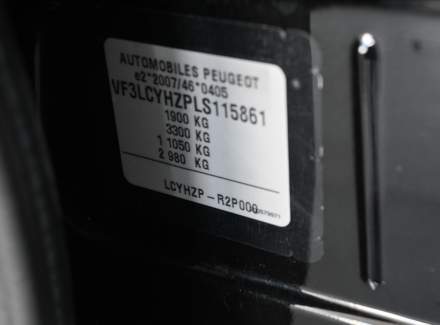 AUTOMOBILES PEUGEOT
e2*2007/46*0405
VF3LCYHZPLS115861
1900 KG
3300 KG
1 1050 KG
2 980 KG
LCYHZP-R2P000